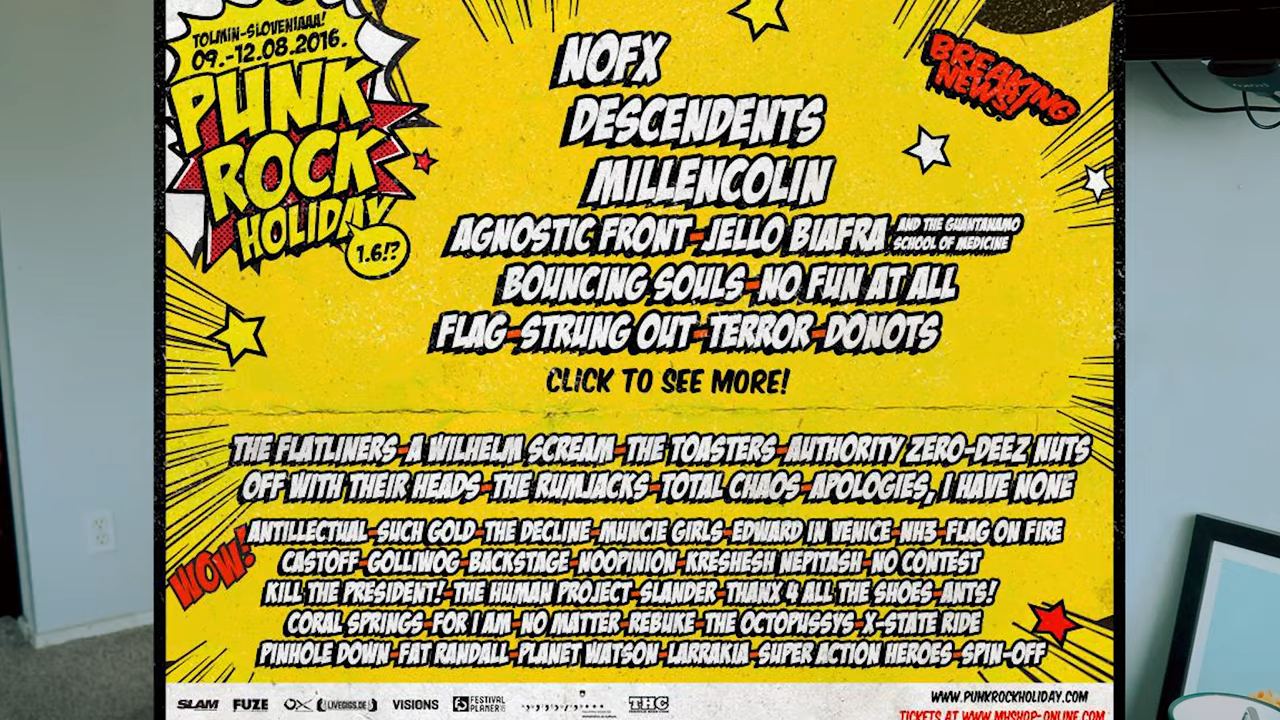 TOLMIN-SLOVENIAAA!
09.-12.08.2016.
PUNK
ROCK
HOLIDAY
1.6!?
BREAKING
NEWS!
NOFX
DESCENDENTS
MILLENCOLIN
AGNOSTIC FRONT-JELLO BIAFRA AND THE GUANTANAMO
SCHOOL OF MEDICINE
BOUNCING SOULS-NO FUN AT ALL
FLAG-STRUNG OUT-TERROR-DONOTS
CLICK TO SEE MORE!
THE FLATLINERS-A WILHELM SCREAM-THE TOASTERS-AUTHORITY ZERO-DEEZ NUTS
OFF WITH THEIR HEADS-THE RUMJACKS-TOTAL CHAOS-APOLOGIES, I HAVE NONE
WOW!
ANTILLECTUAL-SUCH GOLD-THE DECLINE-MUNCIE GIRLS-EDWARD IN VENICE-NH3-FLAG ON FIRE
CASTOFF-GOLLIWOG-BACKSTAGE-NOOPINION-KRESHESH NEPITASH-NO CONTEST
KILL THE PRESIDENT!-THE HUMAN PROJECT-SLANDER-THANX 4 ALL THE SHOES-ANTS!
CORAL SPRINGS-FOR I AM-NO MATTER-REBUKE-THE OCTOPUSSYS-X-STATE RIDE
PINHOLE DOWN-FAT RANDALL-PLANET WATSON-LARRAKIA-SUPER ACTION HEROES-SPIN-OFF
SLAM FUZE OX (LIVEGIGS.DE) VISIONS FESTIVAL PLANER THC
WWW.PUNKROCKHOLIDAY.COM
TICKETS AT WWW.MYSHOP-ONLINE.COM